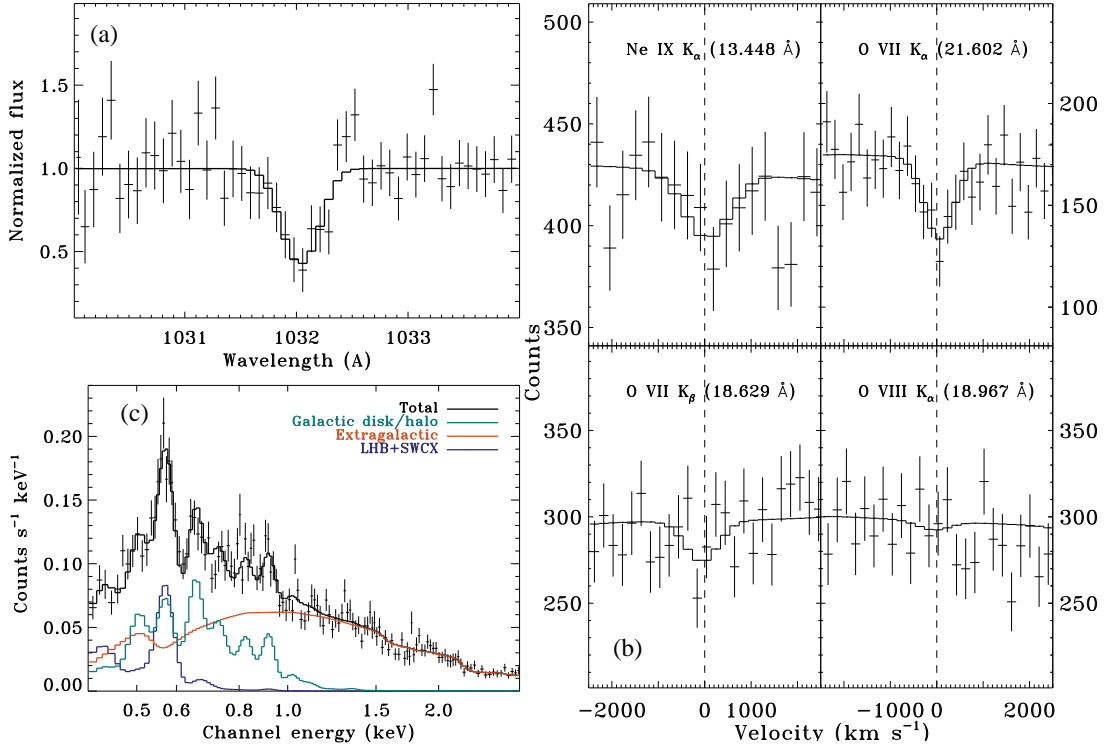 (a)
Normalized flux
1.5
1.0
0.5
1031 1032 1033
Wavelength (A)
(c)
Total
Galactic disk/halo
Extragalactic
LHB+SWCX
Counts s⁻¹ keV⁻¹
0.20
0.15
0.10
0.05
0.00
0.5 0.6 0.8 1.0 1.5 2.0
Channel energy (keV)
Counts
500
450
400
350
Ne IX Kα (13.448 Å)
O VII Kα (21.602 Å)
200
150
100
O VII Kβ (18.629 Å)
O VIII Kα (18.967 Å)
350
300
250
350
300
250
(b)
-2000 0 1000 -1000 0 2000
Velocity (km s⁻¹)